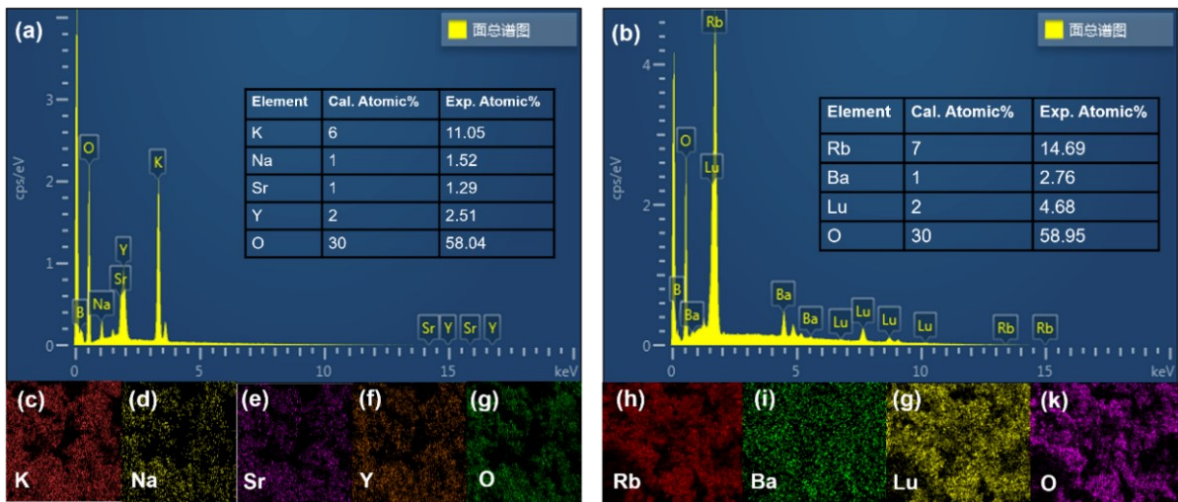 (a)
面总谱图
Element Cal. Atomic% Exp. Atomic%
K 6 11.05
Na 1 1.52
Sr 1 1.29
Y 2 2.51
O 30 58.04
cps/eV
3
2
1
0
O
K
Y
Sr
B
Na
Sr Y Sr Y
0 5 10 15 keV
(b)
面总谱图
Element Cal. Atomic% Exp. Atomic%
Rb 7 14.69
Ba 1 2.76
Lu 2 4.68
O 30 58.95
cps/eV
4
2
0
Rb
O
Lu
B
Ba
Ba
Ba
Lu
Lu
Lu
Lu
Rb
Rb
0 5 10 15 keV
(c) (d) (e) (f) (g)
K Na Sr Y O
(h) (i) (g) (k)
Rb Ba Lu O